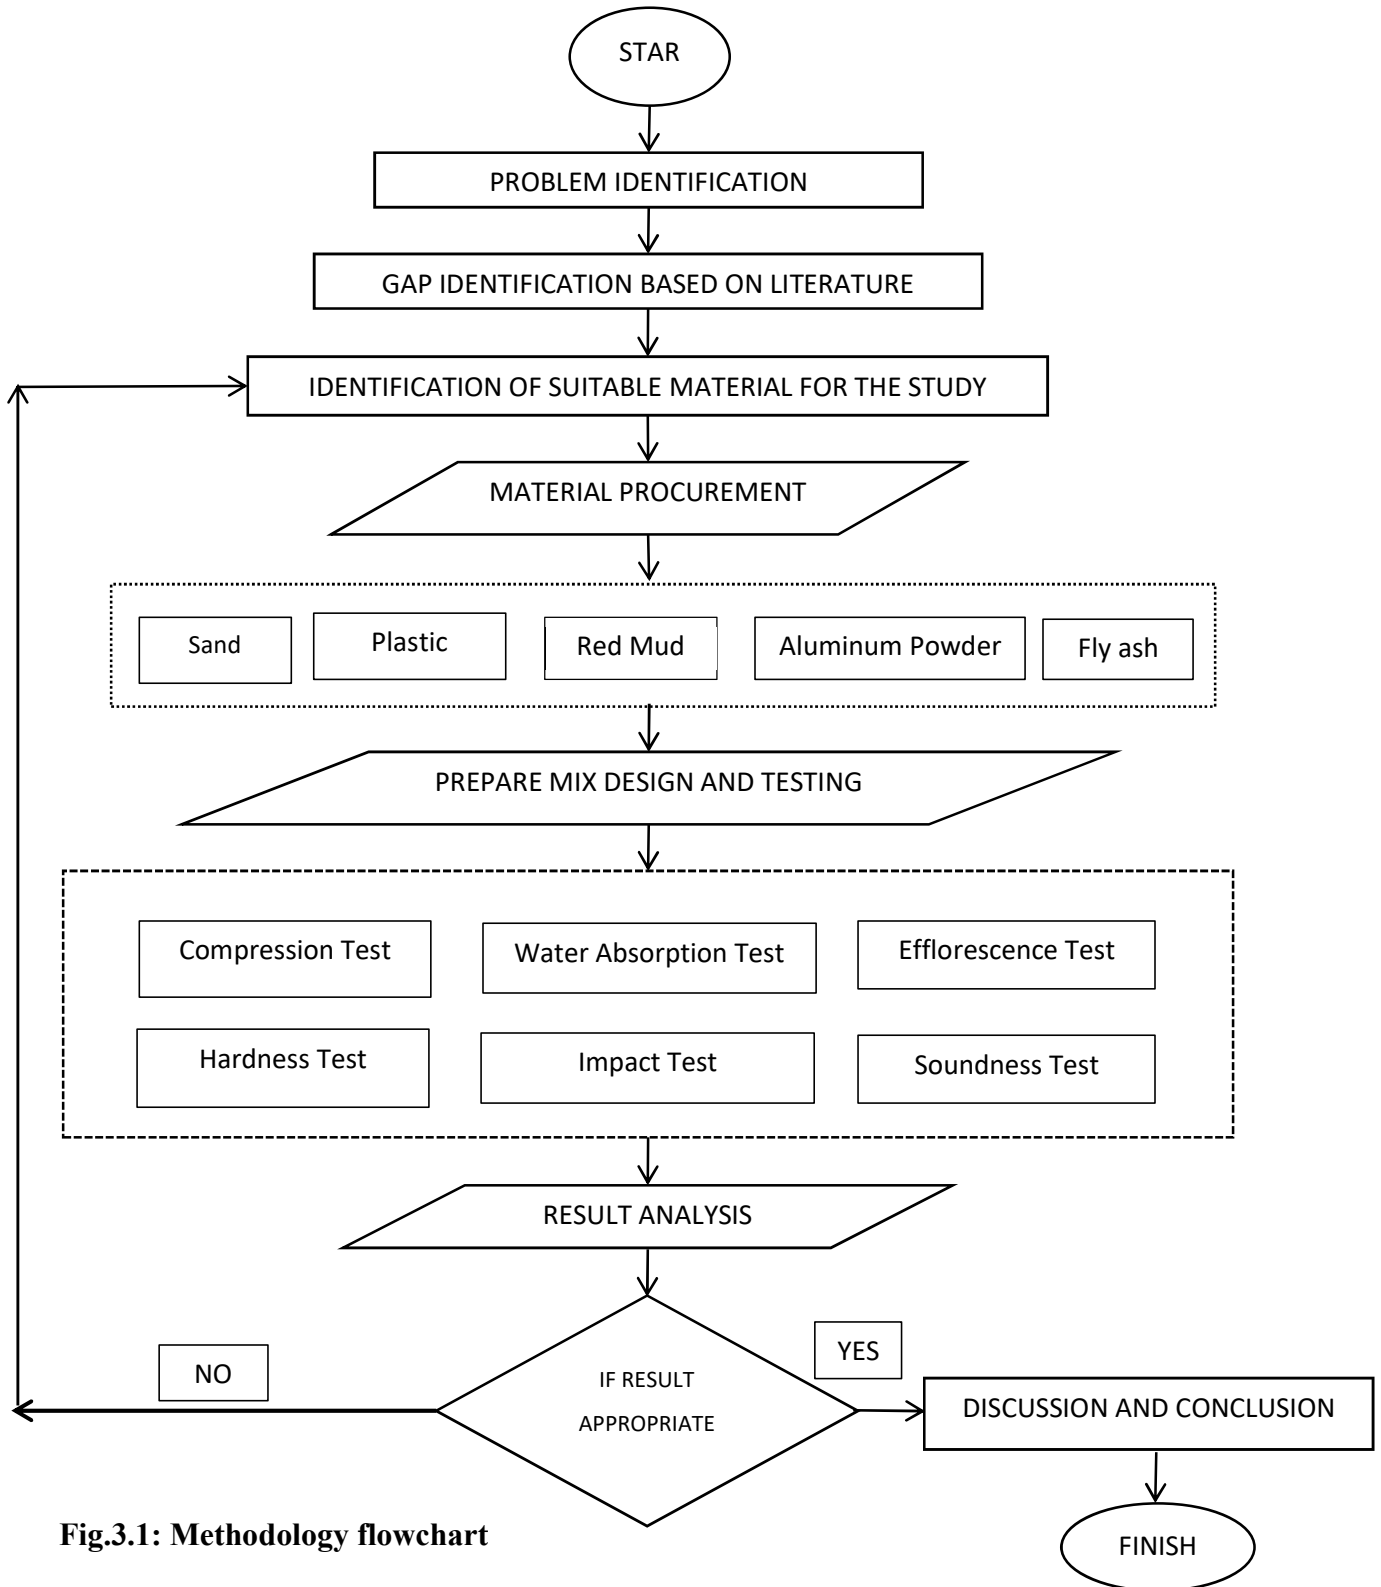 STAR
PROBLEM IDENTIFICATION
GAP IDENTIFICATION BASED ON LITERATURE
IDENTIFICATION OF SUITABLE MATERIAL FOR THE STUDY
MATERIAL PROCUREMENT
Sand
Plastic
Red Mud
Aluminum Powder
Fly ash
PREPARE MIX DESIGN AND TESTING
Compression Test
Water Absorption Test
Efflorescence Test
Hardness Test
Impact Test
Soundness Test
RESULT ANALYSIS
IF RESULT
APPROPRIATE
NO
YES
DISCUSSION AND CONCLUSION
FINISH
Fig.3.1: Methodology flowchart